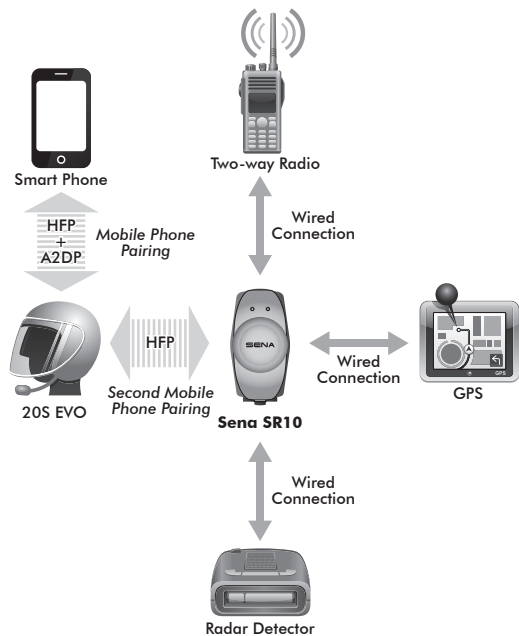 Two-way Radio
Smart Phone
HFP
+
A2DP
Mobile Phone
Pairing
Wired
Connection
HFP
SENA
Wired
Connection
GPS
GPS
20S EVO
Second Mobile
Phone Pairing
Sena SR10
Wired
Connection
Radar Detector